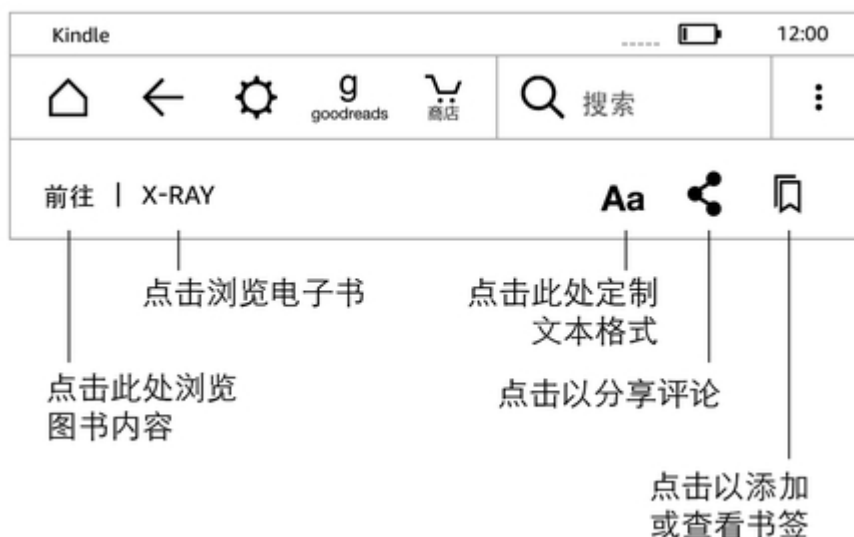 Kindle 12:00
g
goodreads
商店
搜索
前往 | X-RAY Aa
点击浏览电子书
点击此处定制
文本格式
点击此处浏览
图书内容
点击以分享评论
点击以添加
或查看书签